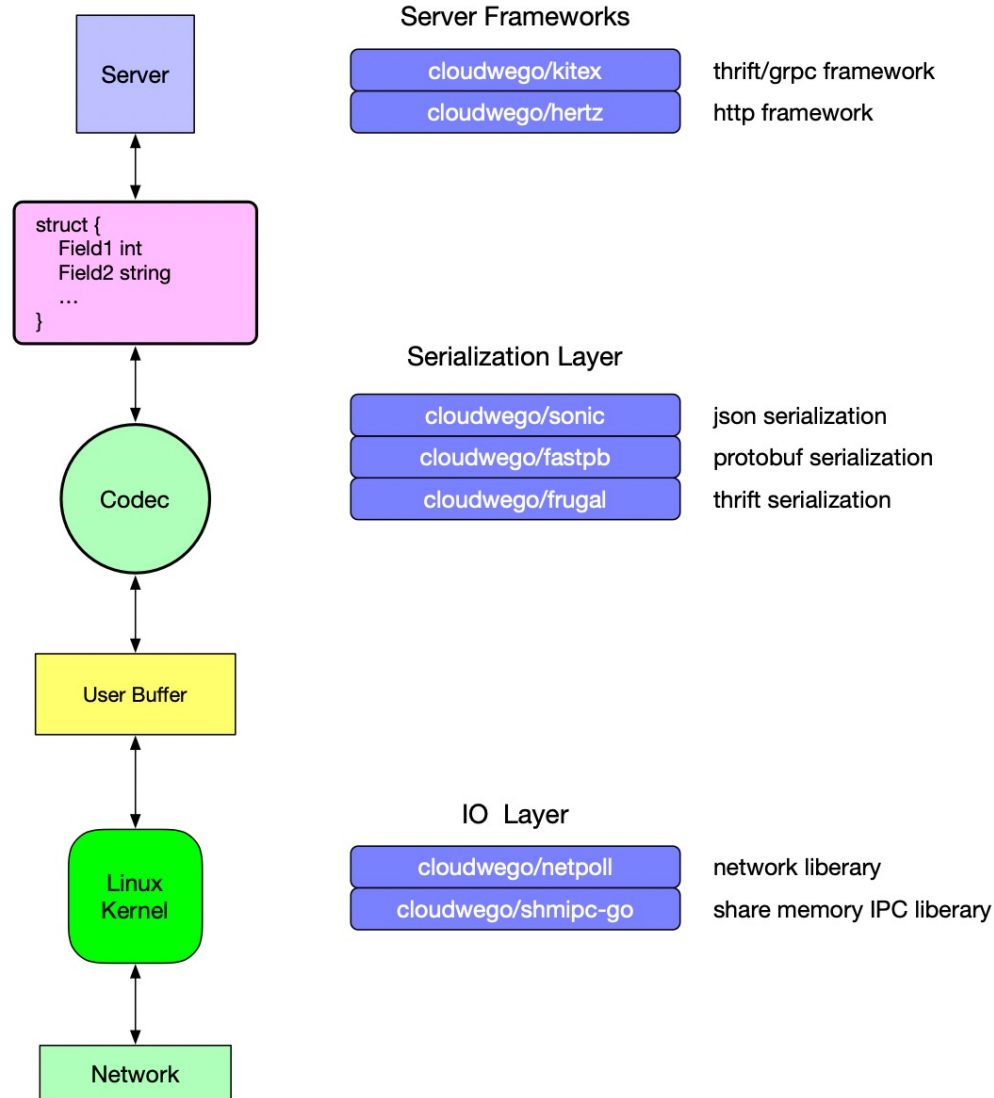 Server Frameworks
Server
cloudwego/kitex
thrift/grpc framework
cloudwego/hertz
http framework
struct {
Field1 int
Field2 string
...
}
Serialization Layer
cloudwego/sonic
json serialization
cloudwego/fastpb
protobuf serialization
Codec
cloudwego/frugal
thrift serialization
User Buffer
IO Layer
cloudwego/netpoll
network liberary
Linux
Kernel
cloudwego/shmipc-go
share memory IPC liberary
Network